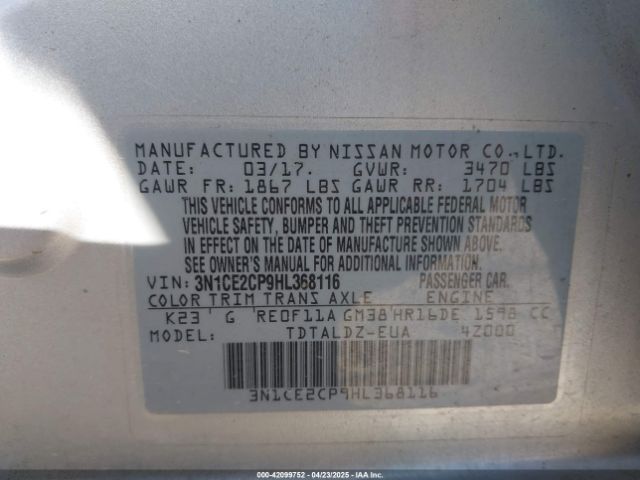 MANUFACTURED BY NISSAN MOTOR CO., LTD.
DATE: 03/17. GVWR: 3470 LBS
GAWR FR: 1867 LBS GAWR RR: 1704 LBS
THIS VEHICLE CONFORMS TO ALL APPLICABLE FEDERAL MOTOR
VEHICLE SAFETY, BUMPER AND THEFT PREVENTION STANDARDS
IN EFFECT ON THE DATE OF MANUFACTURE SHOWN ABOVE.
SEE OWNER'S MANUAL FOR ADDITIONAL INFORMATION
VIN: 3N1CE2CP9HL368116 PASSENGER CAR.
COLOR TRIM TRANS AXLE ENGINE
K23 ' G ' RE0F11A GM38 ' HR16DE 1598 CC
MODEL: TDTALDZ-EUA 4Z000
3N1CE2CP9HL368116
000-42099752 04/23/2025 - IAAI.com